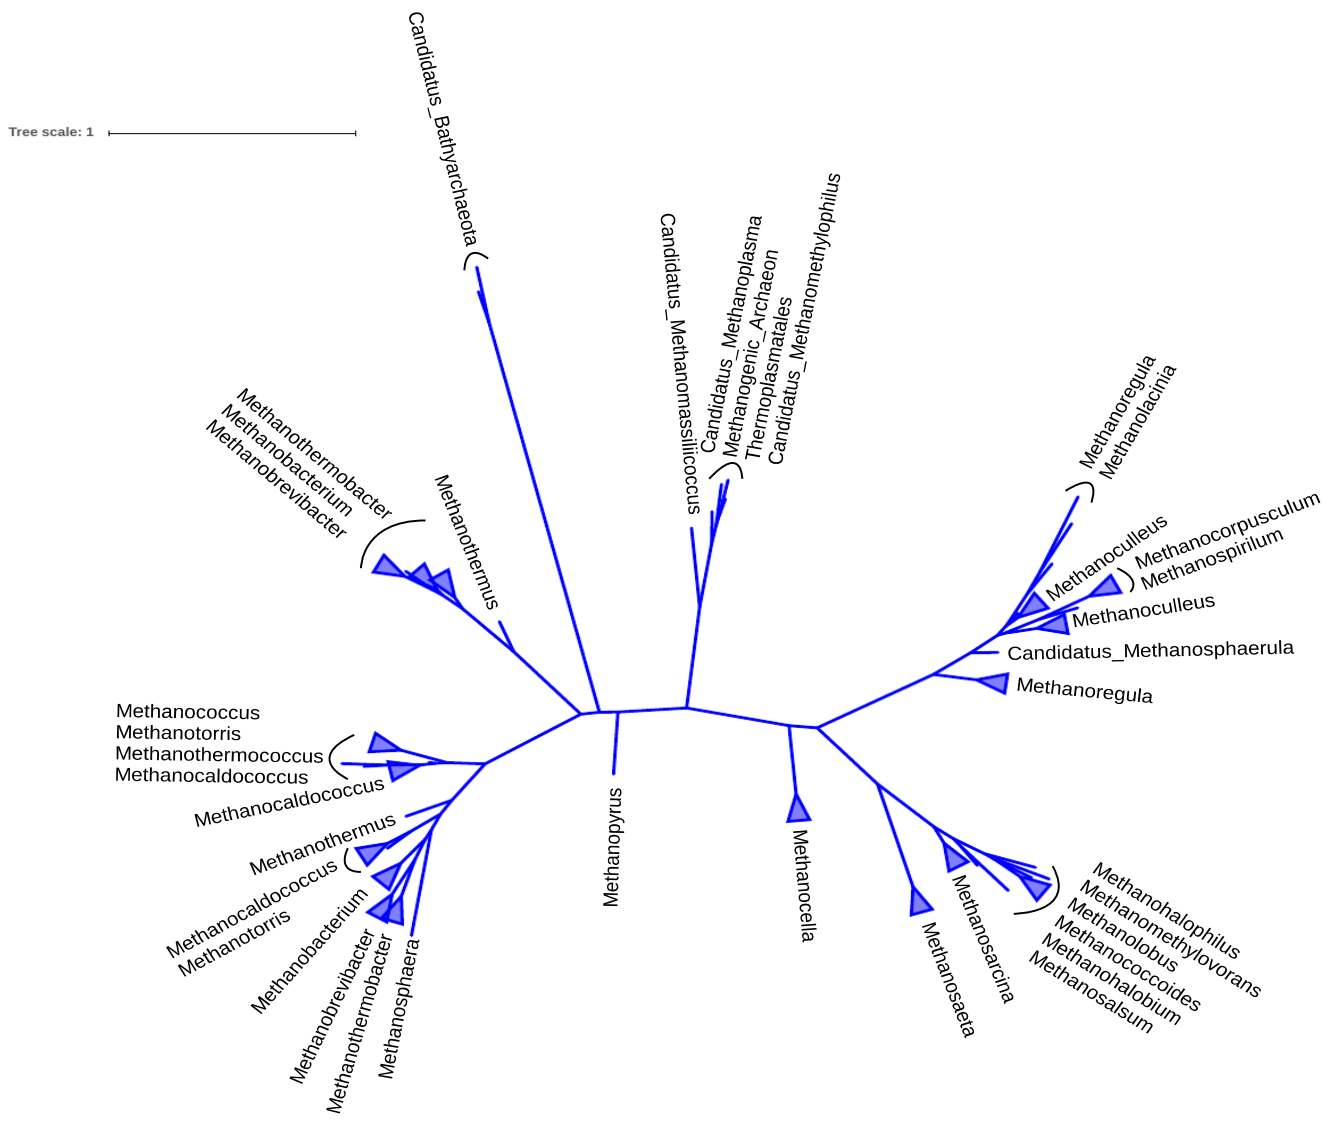 Tree scale: 1
Candidatus_Bathyarchaeota
Candidatus_Methanomassiliicoccus
Candidatus_Methanoplasma
Methanogenic_Archaeon
Thermoplasmatales
Candidatus_Methanomethylophilus
Methanoregula
Methanolacinia
Methanoculleus
Methanocorpusculum
Methanospirilum
Methanoculleus
Candidatus_Methanosphaerula
Methanoregula
Methanohalophilus
Methanomethylovorans
Methanolobus
Methanococcoides
Methanohalobium
Methanosalsum
Methanosarcina
Methanosaeta
Methanocella
Methanopyrus
Methanothermobacter
Methanobacterium
Methanobrevibacter
Methanothermus
Methanococcus
Methanotorris
Methanothermococcus
Methanocaldococcus
Methanocaldococcus
Methanothermus
Methanocaldococcus
Methanotorris
Methanobacterium
Methanobrevibacter
Methanothermobacter
Methanosphaera